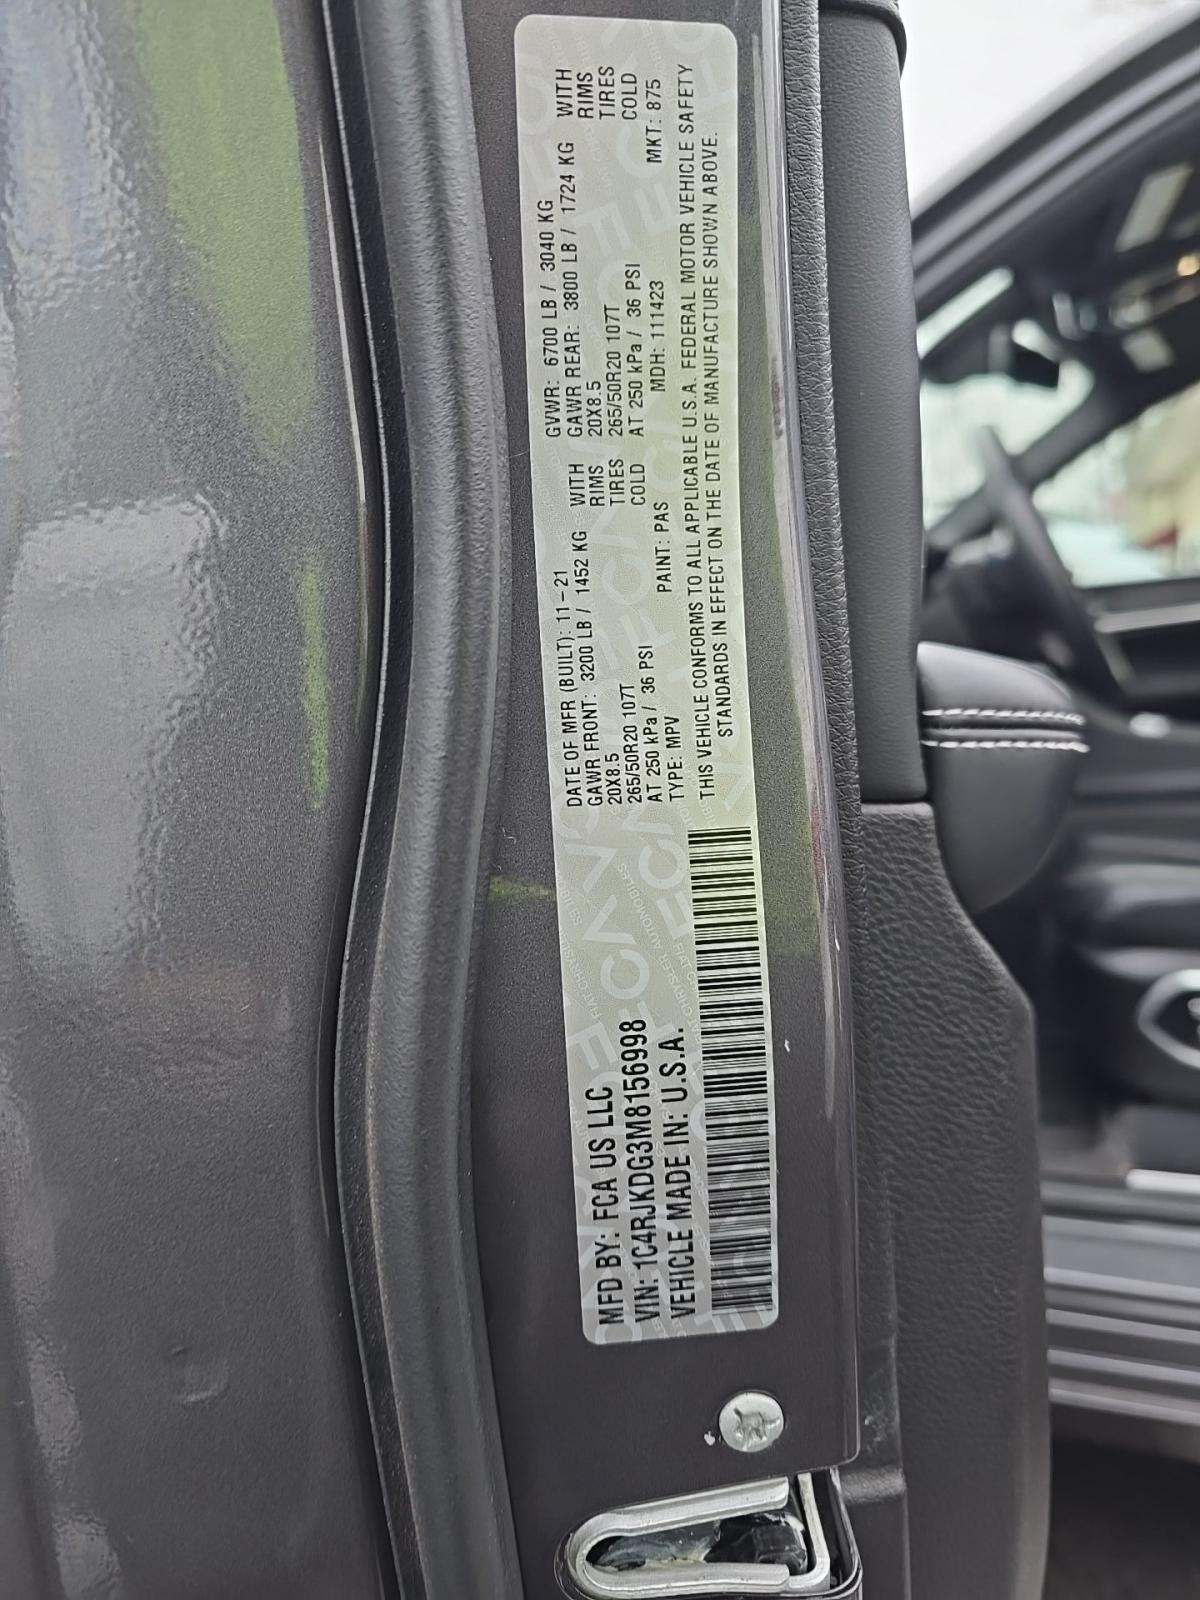 MFD BY: FCA US LLC
VIN: 1C4RJKDG3M8156998
VEHICLE MADE IN: U.S.A.
DATE OF MFR (BUILT): 11-21 GVWR: 6700 LB / 3040 KG
GAWR FRONT: 3200 LB / 1452 KG WITH GAWR REAR: 3800 LB / 1724 KG WITH
20X8.5 RIMS 20X8.5 RIMS
265/50R20 107T TIRES 265/50R20 107T TIRES
AT 250 kPa / 36 PSI COLD AT 250 kPa / 36 PSI COLD
TYPE: MPV PAINT: PAS MDH: 111423 MKT: 875
THIS VEHICLE CONFORMS TO ALL APPLICABLE U.S.A. FEDERAL MOTOR VEHICLE SAFETY
STANDARDS IN EFFECT ON THE DATE OF MANUFACTURE SHOWN ABOVE.